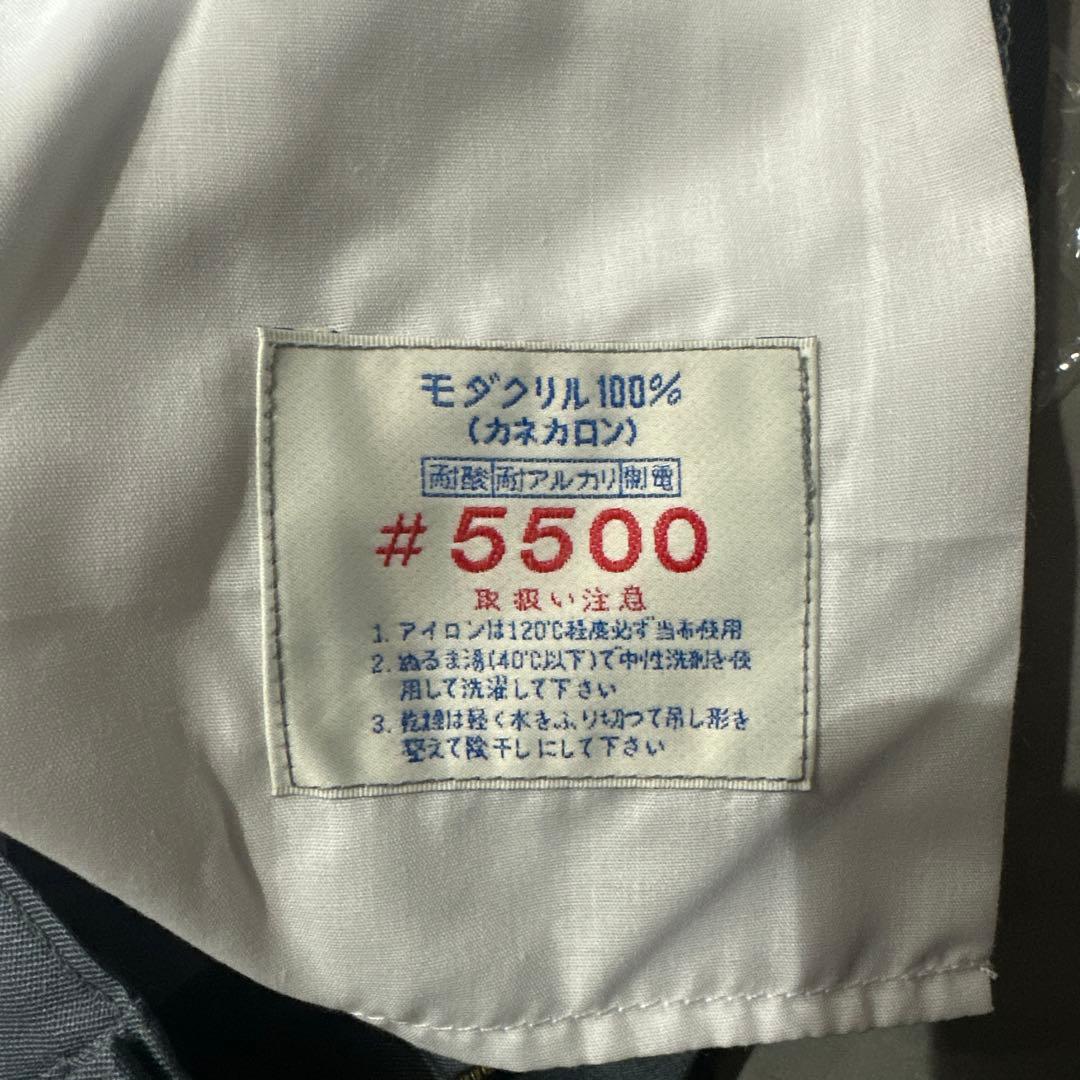 モダクリル100%
(カネカロン)
耐酸 耐アルカリ 制電
#5500
取扱い注意
1. アイロンは120℃程度必ず当布使用
2. ぬるま湯(40℃以下)で中性洗剤を使
用して洗濯して下さい
3. 乾燥は軽く水をふり切つて吊し形を
整えて陰干しにして下さい